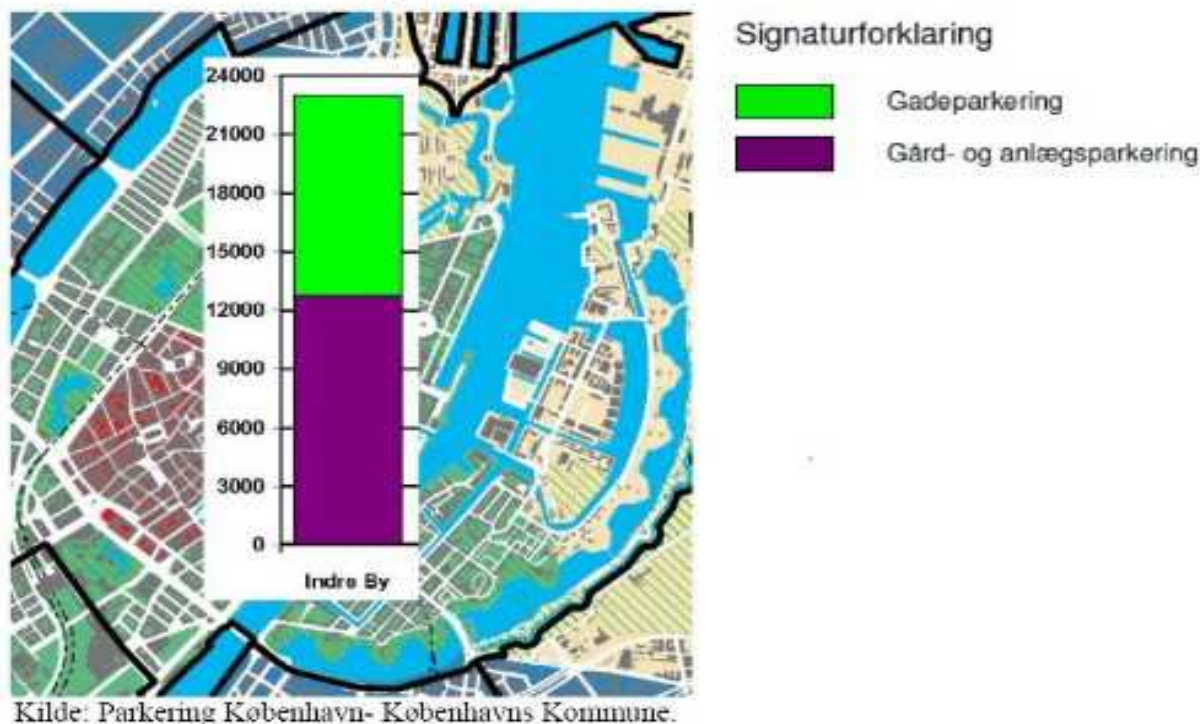 24000
21000
18000
15000
12000
9000
6000
3000
0
Indre By
Signaturforklaring
Gadeparkering
Gård- og anlægsparkering
Kilde: Parkering København- Københavns Kommune.